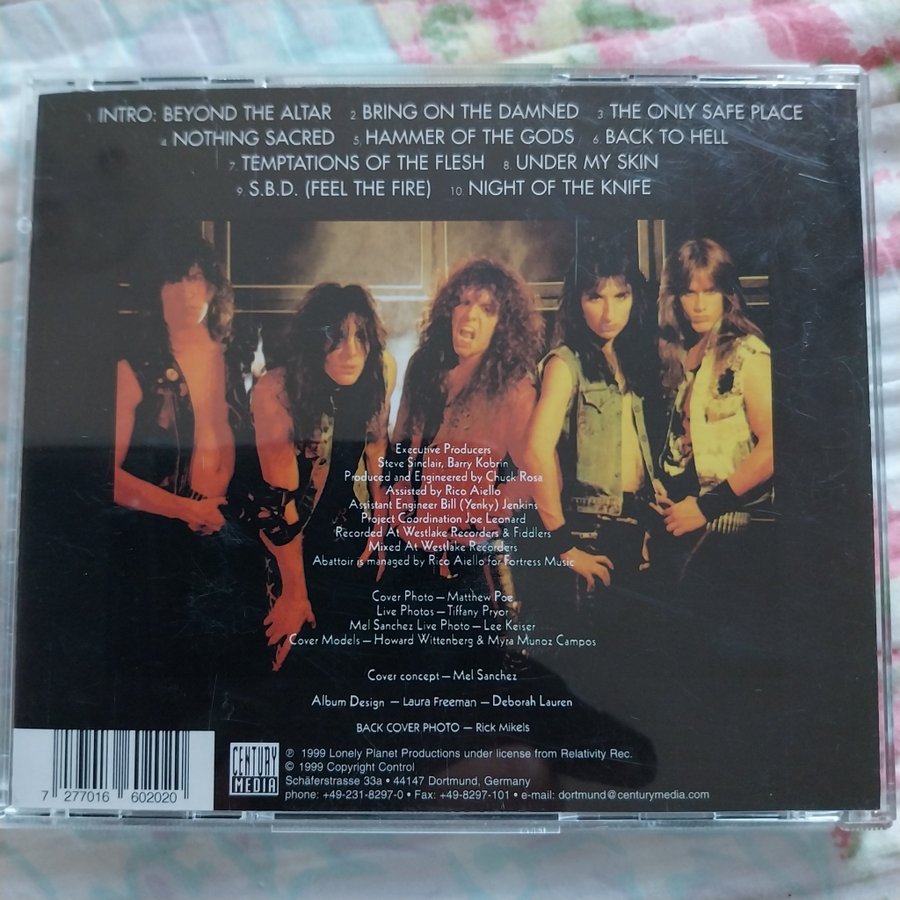 1 INTRO: BEYOND THE ALTAR 2 BRING ON THE DAMNED 3 THE ONLY SAFE PLACE
4 NOTHING SACRED 5 HAMMER OF THE GODS 6 BACK TO HELL
7 TEMPTATIONS OF THE FLESH 8 UNDER MY SKIN
9 S.B.D. (FEEL THE FIRE) 10 NIGHT OF THE KNIFE
Executive Producers
Steve Sinclair, Barry Kobrin
Produced and Engineered by Chuck Rosa
Assisted by Rico Aiello
Assistant Engineer Bill (Yenky) Jenkins
Project Coordination Joe Leonard
Recorded At Westlake Recorders & Fiddlers
Mixed At Westlake Recorders
Abattoir is managed by Rico Aiello for Fortress Music
Cover Photo – Matthew Poe
Live Photos – Tiffany Pryor
Mel Sanchez Live Photo – Lee Keiser
Cover Models – Howard Wittenberg & Myra Munoz Campos
Cover concept – Mel Sanchez
Album Design – Laura Freeman – Deborah Lauren
BACK COVER PHOTO – Rick Mikels
CENTURY
MEDIA
℗ 1999 Lonely Planet Productions under license from Relativity Rec.
© 1999 Copyright Control
Schäferstrasse 33a • 44147 Dortmund, Germany
phone: +49-231-8297-0 • Fax: +49-8297-101 • e-mail: dortmund@centurymedia.com
7 277016 602020